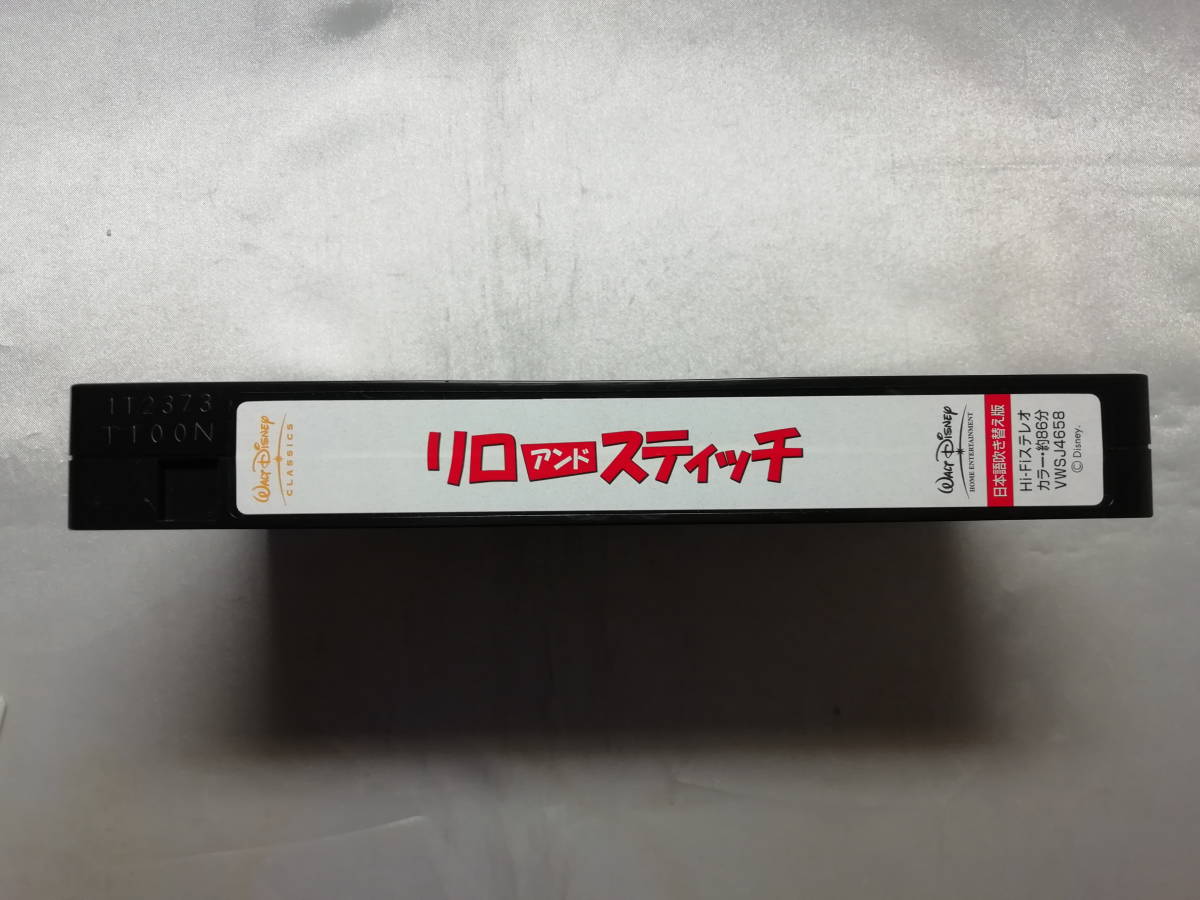 1T2373
T100N
WALT DISNEY
CLASSICS
リロ アンド スティッチ
WALT DISNEY
HOME ENTERTAINMENT
日本語吹き替え版
Hi-Fiステレオ
カラー・約86分
VWSJ4658
©Disney.